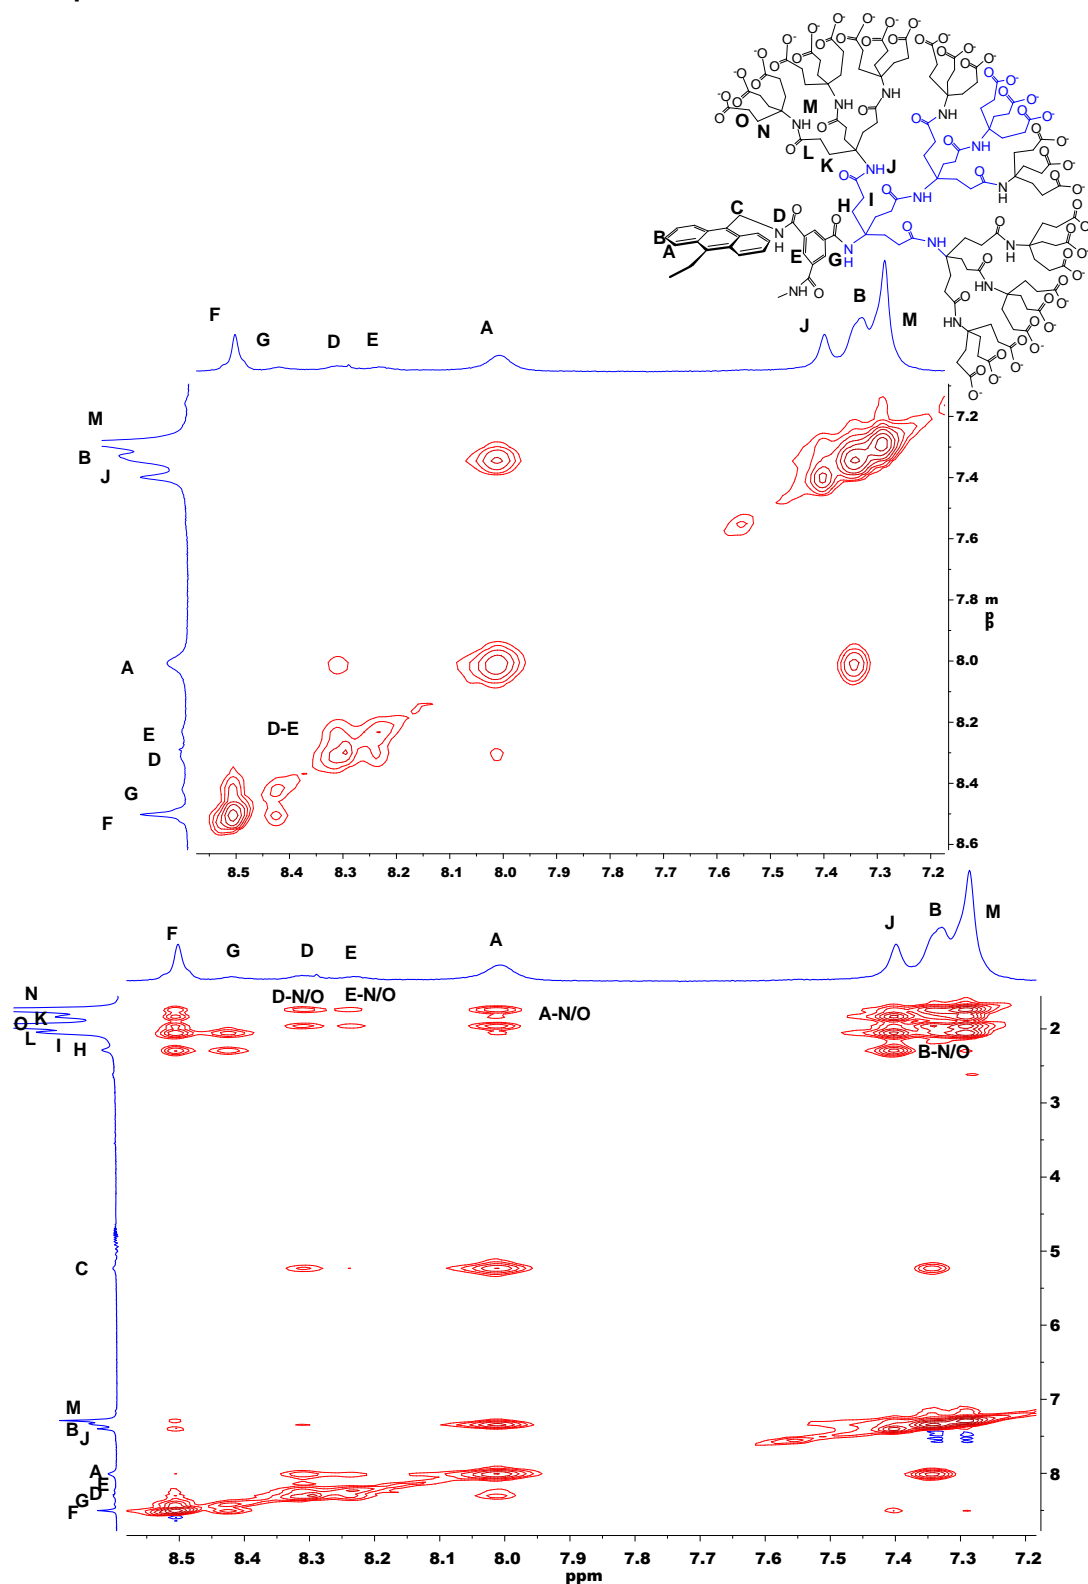 O O⁻ O O⁻ O O⁻ O O⁻ O O⁻ O O⁻
NH NH NH NH
M
O N
L
K
NH J
H I
C
D
B
A
N
H
E G
N
H
NH
F G D E A J B M
M
B
J
A
E
D
G
F
D-E
7.2
7.4
7.6
7.8
8.0
8.2
8.4
8.6
ppm
8.5 8.4 8.3 8.2 8.1 8.0 7.9 7.8 7.7 7.6 7.5 7.4 7.3 7.2
F G D E A J B M
N
O K
L I H
C
M
B
J
A
E
D
G
F
D-N/O E-N/O A-N/O B-N/O
2
3
4
5
6
7
8
8.5 8.4 8.3 8.2 8.1 8.0 7.9 7.8 7.7 7.6 7.5 7.4 7.3 7.2
ppm